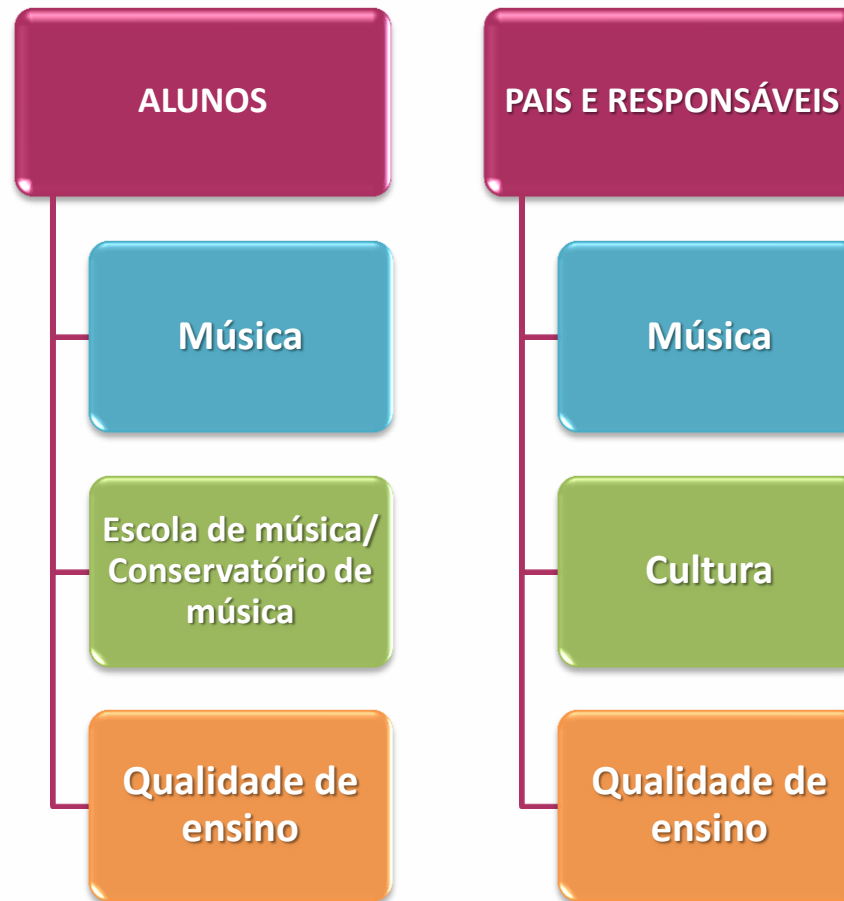 ALUNOS
Música
Escola de música/
Conservatório de
música
Qualidade de
ensino
PAIS E RESPONSÁVEIS
Música
Cultura
Qualidade de
ensino